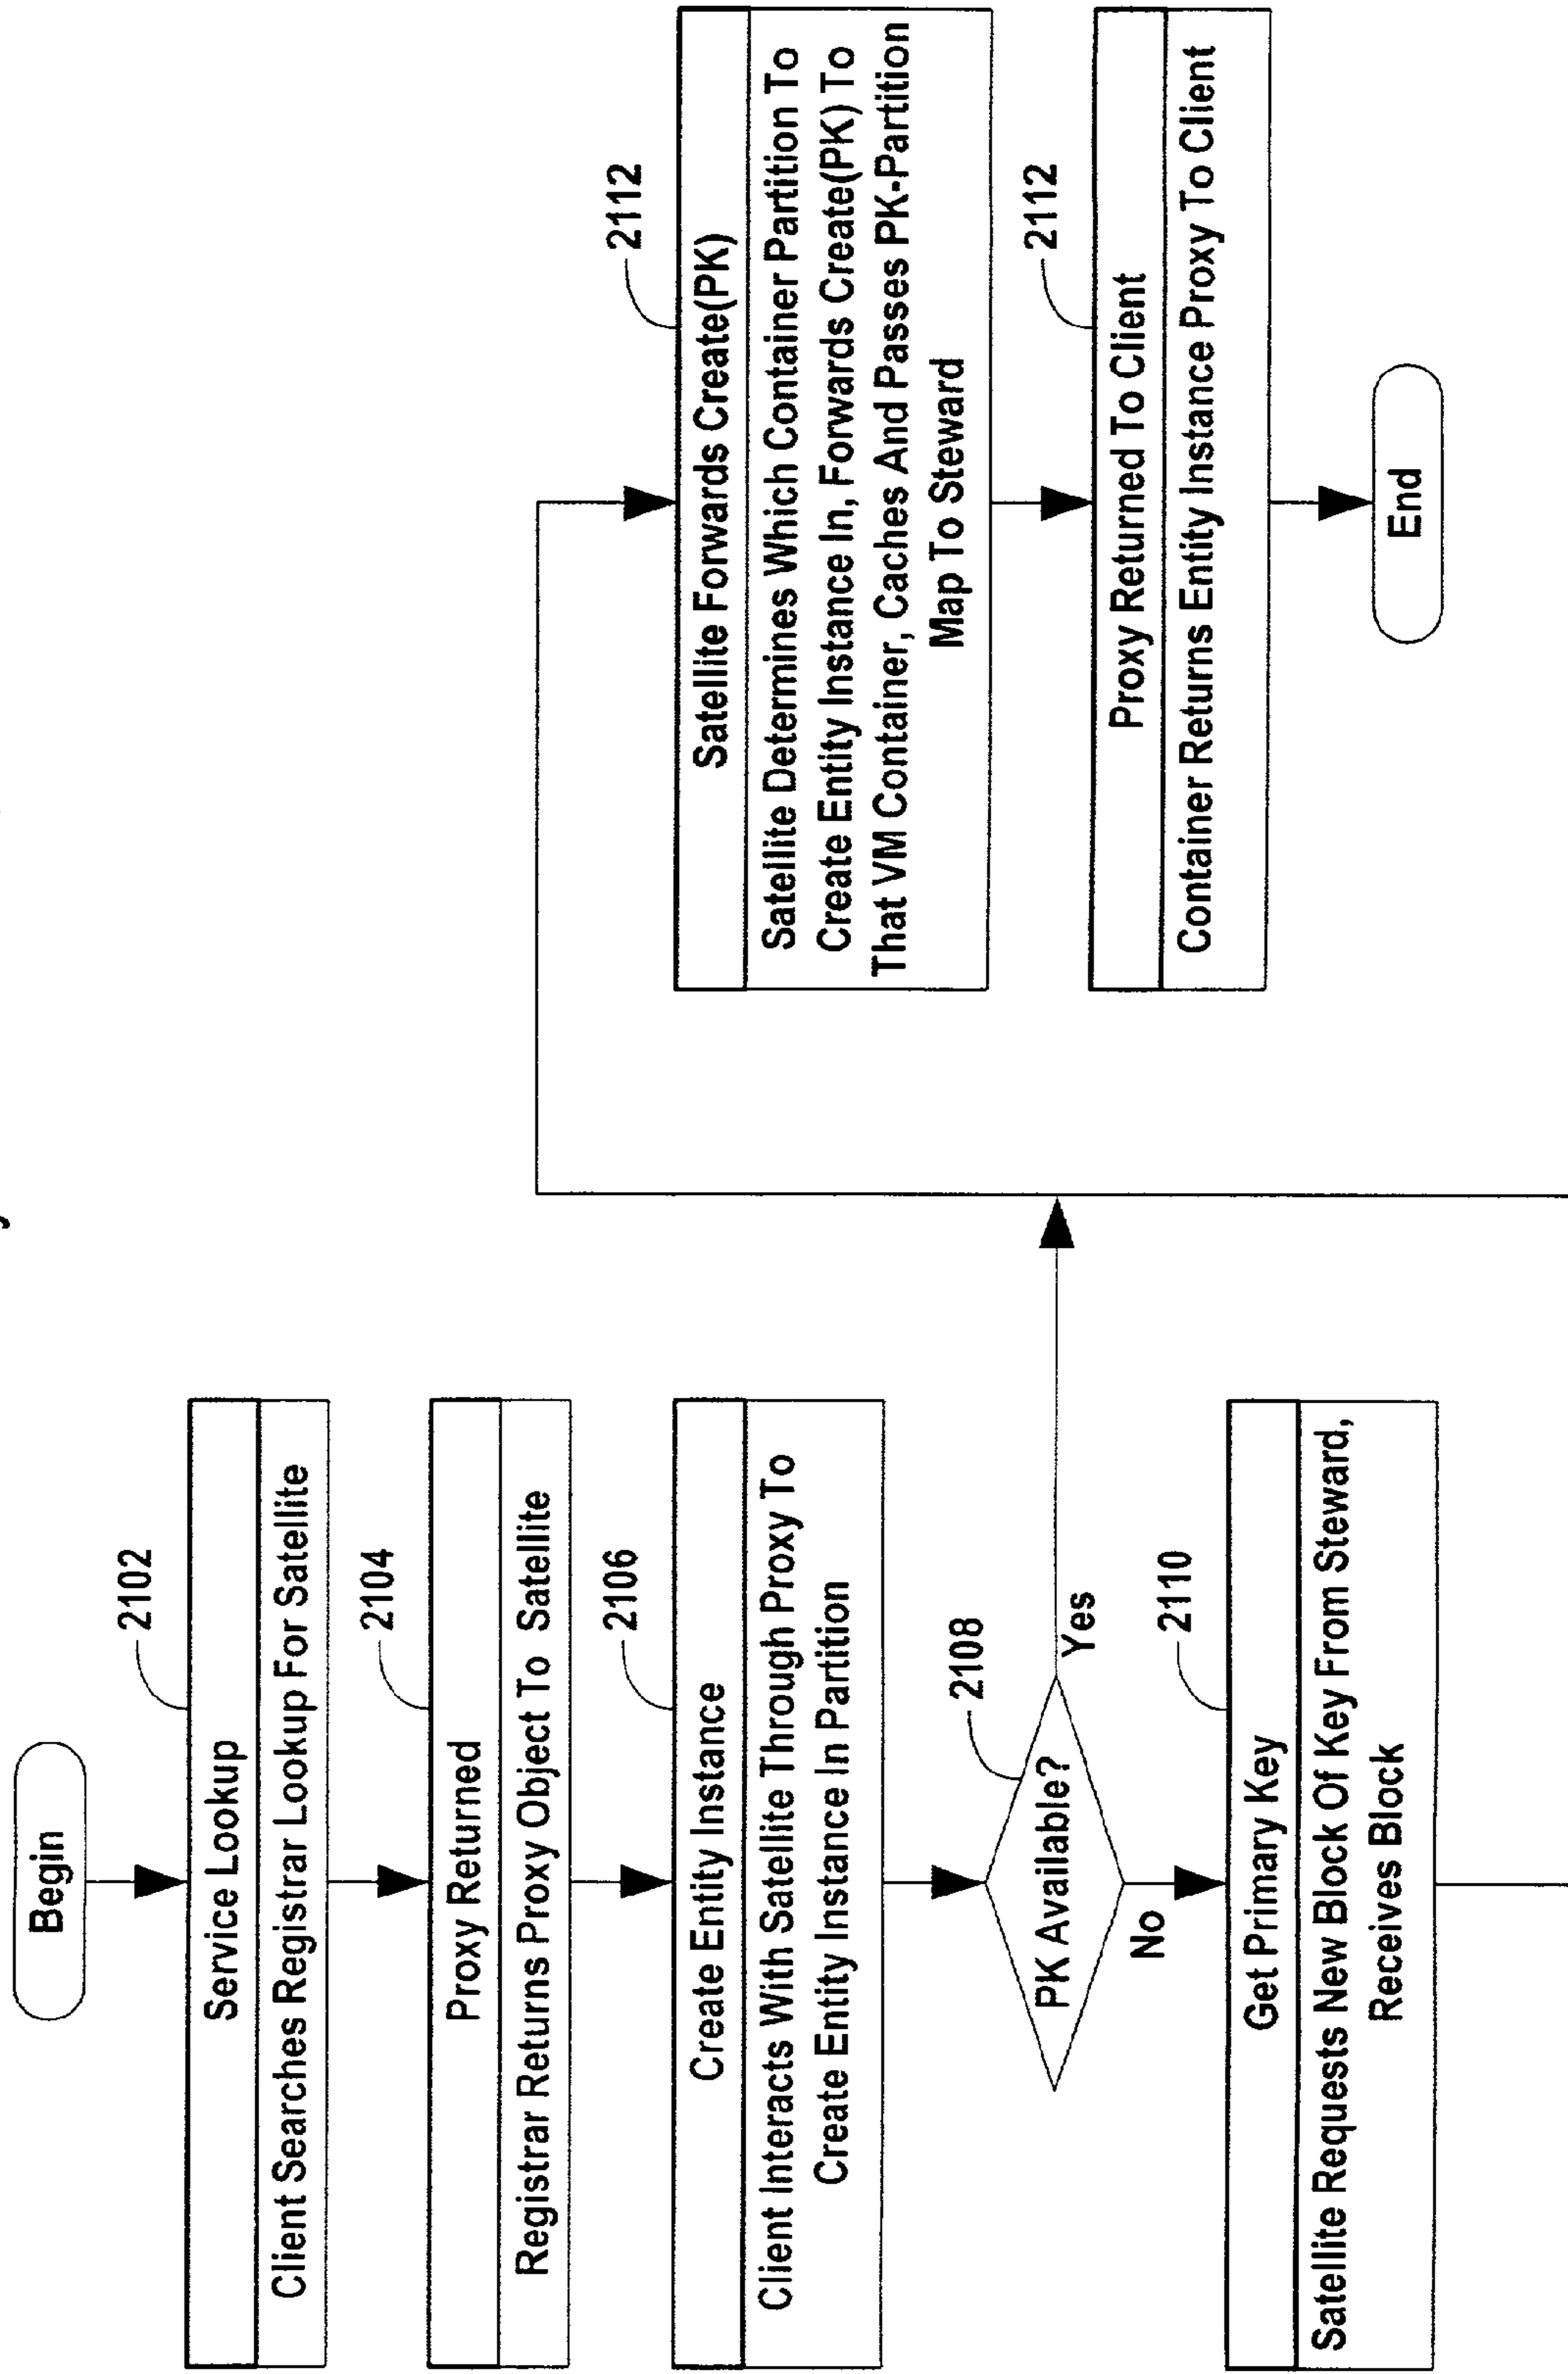 Begin
2102
Service Lookup
Client Searches Registrar Lookup For Satellite
2104
Proxy Returned
Registrar Returns Proxy Object To Satellite
2106
Create Entity Instance
Client Interacts With Satellite Through Proxy To
Create Entity Instance In Partition
2108
PK Available?
Yes
No
2110
Get Primary Key
Satellite Requests New Block Of Key From Steward,
Receives Block
2112
Satellite Forwards Create(PK)
Satellite Determines Which Container Partition To
Create Entity Instance In, Forwards Create(PK) To
That VM Container, Caches And Passes PK-Partition
Map To Steward
2112
Proxy Returned To Client
Container Returns Entity Instance Proxy To Client
End